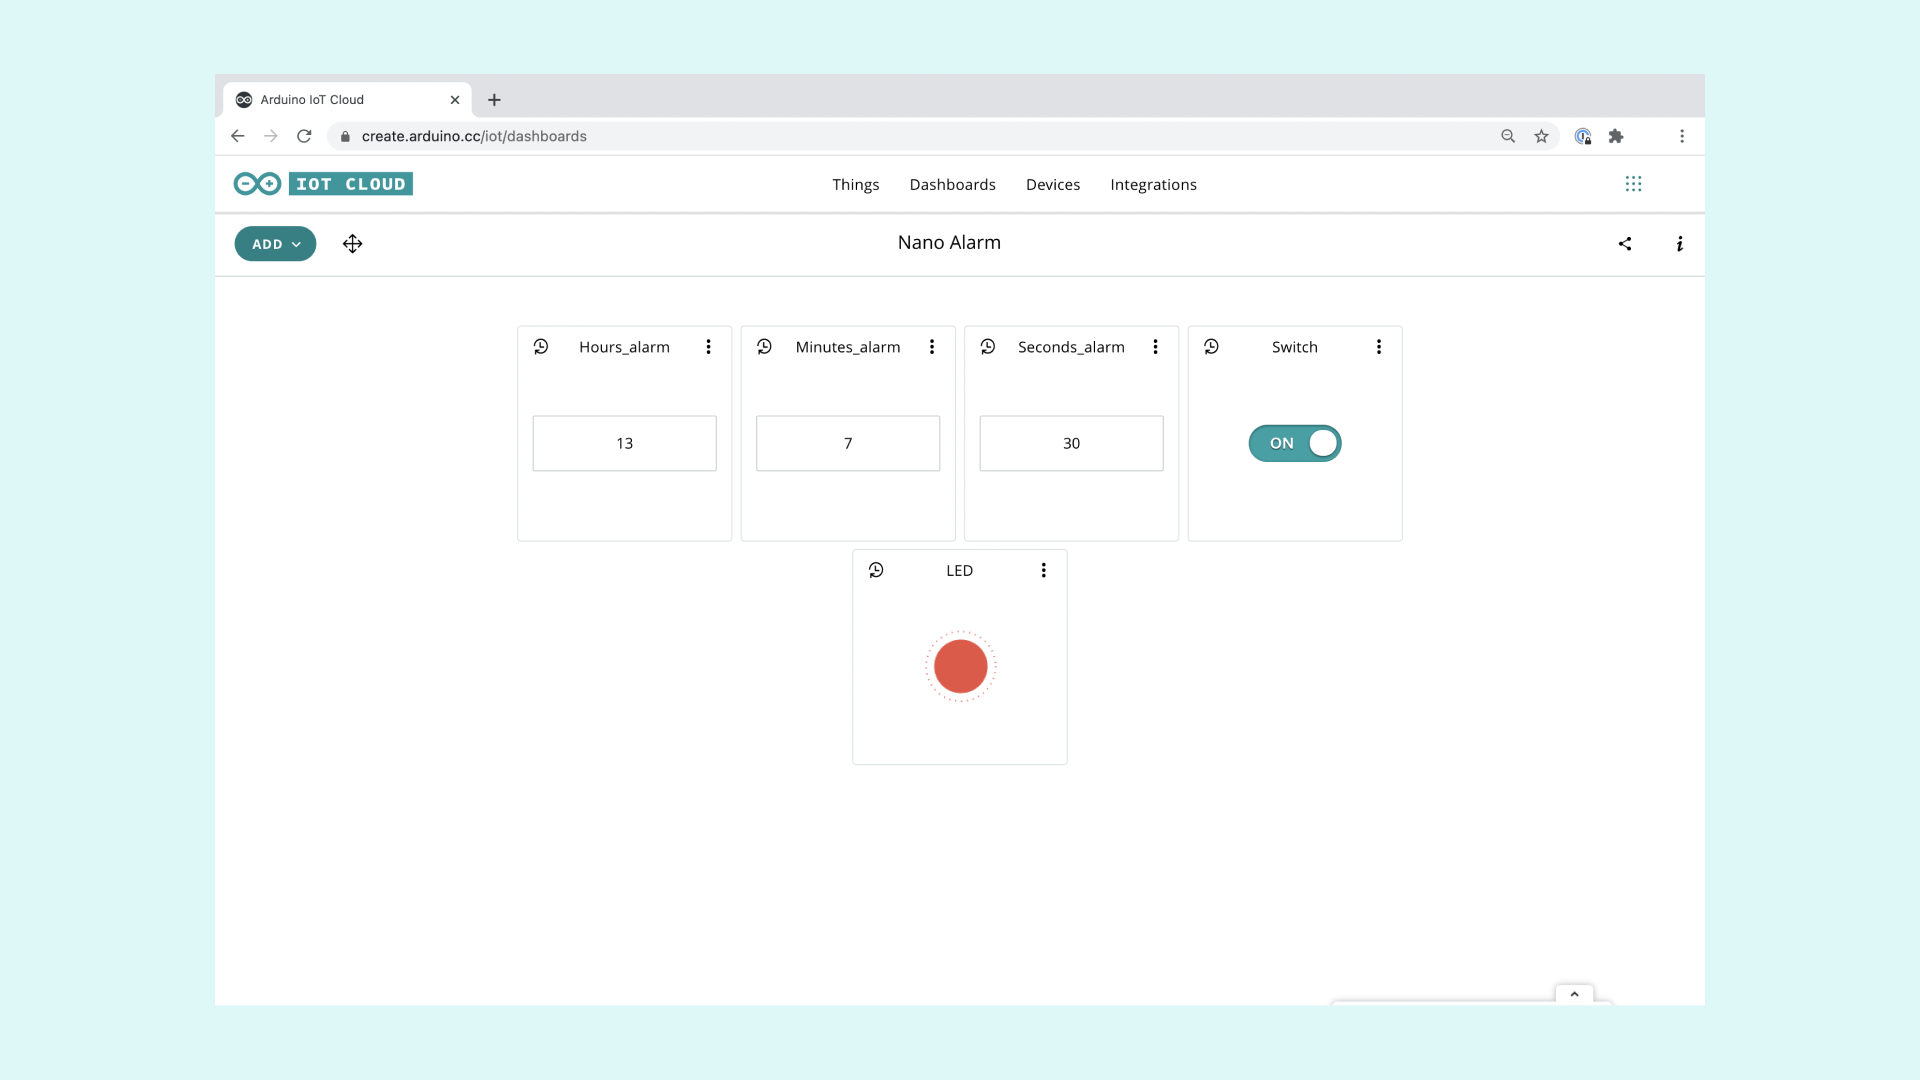 Arduino IoT Cloud
create.arduino.cc/iot/dashboards
IOT CLOUD
Things Dashboards Devices Integrations
ADD
Nano Alarm
Hours_alarm Minutes_alarm Seconds_alarm Switch
13 7 30 ON
LED